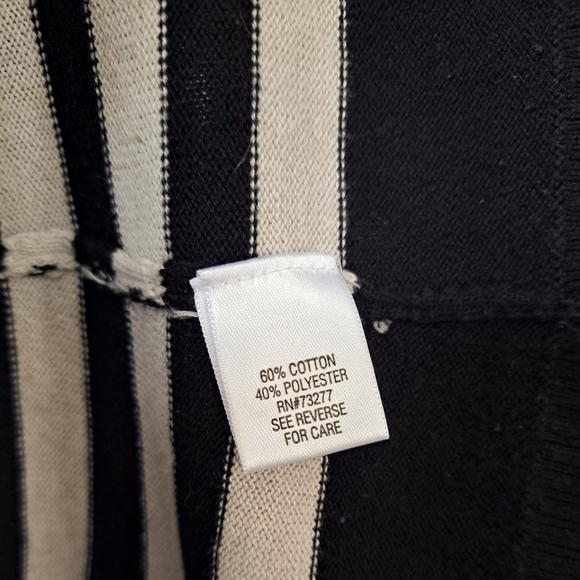 60% COTTON
40% POLYESTER
RN#73277
SEE REVERSE
FOR CARE